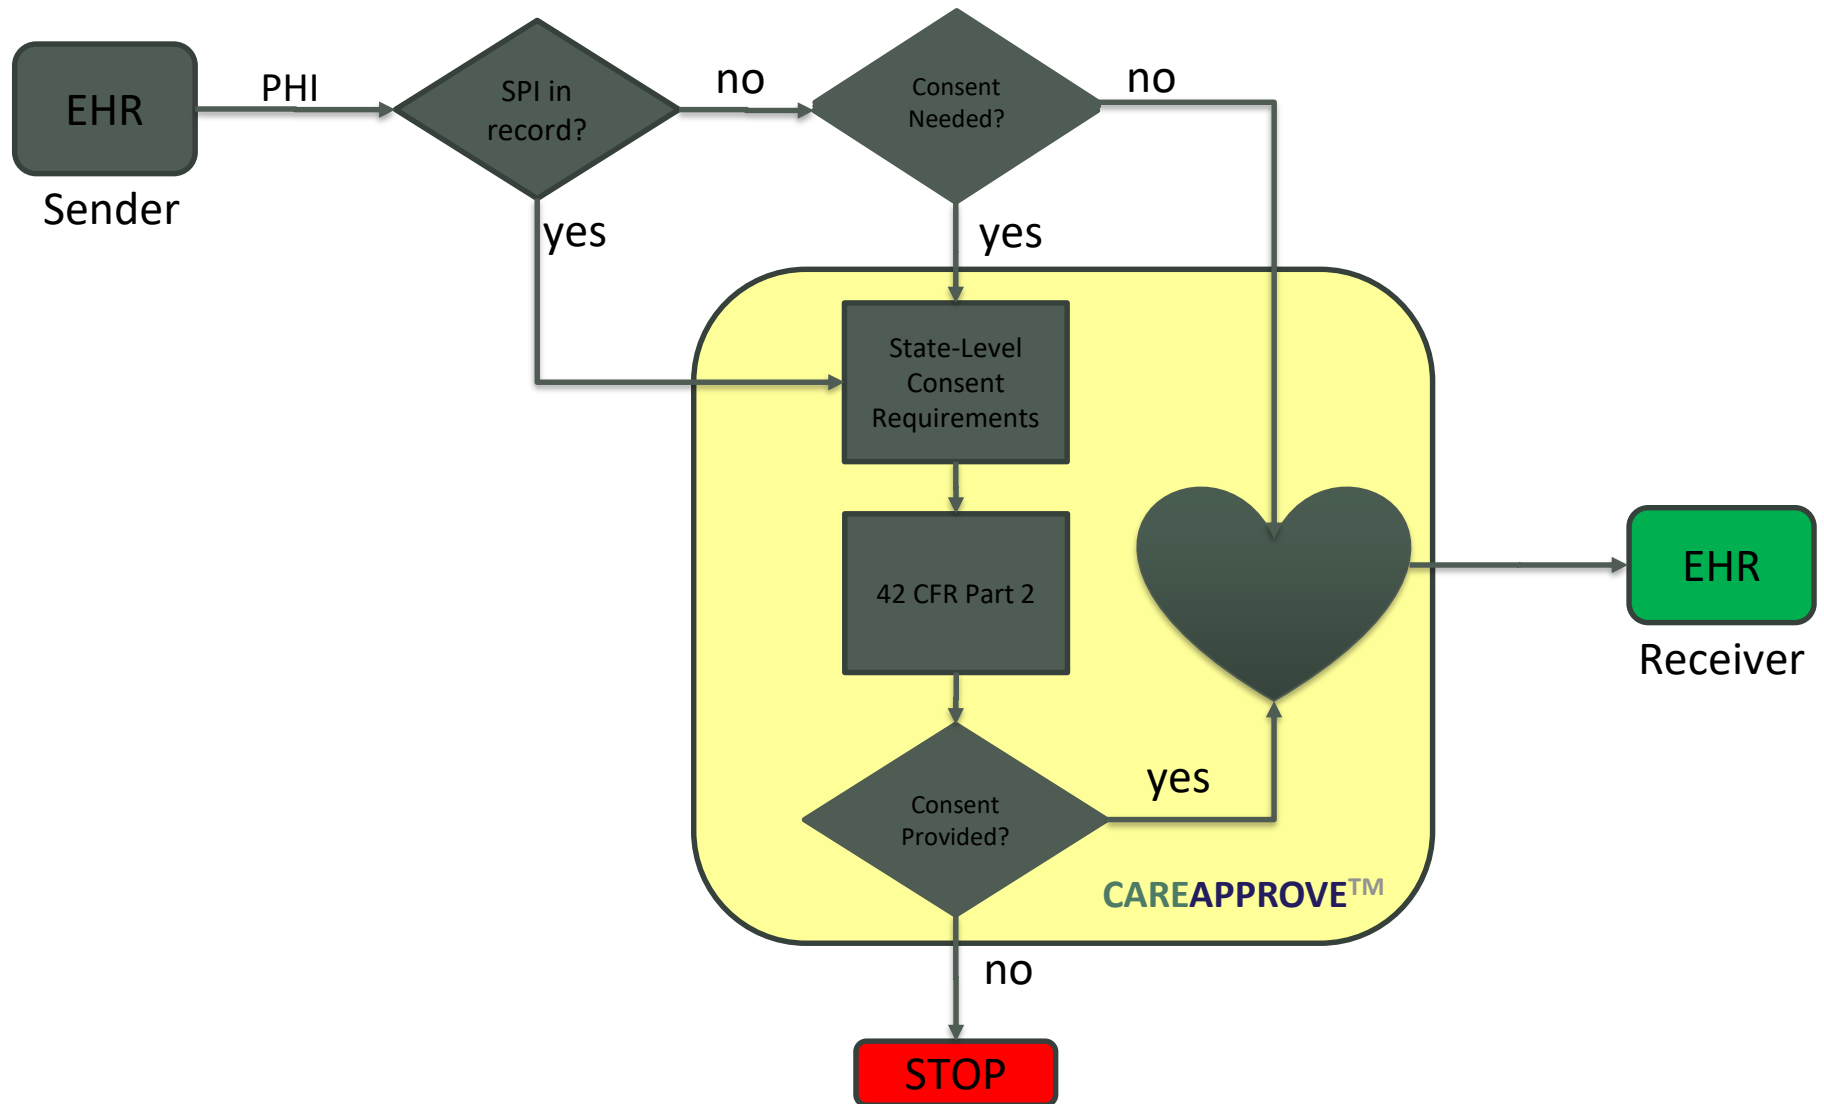 EHR
Sender
PHI
SPI in
record?
no
yes
Consent
Needed?
no
yes
State-Level
Consent
Requirements
42 CFR Part 2
Consent
Provided?
yes
no
CAREAPPROVE™
STOP
EHR
Receiver